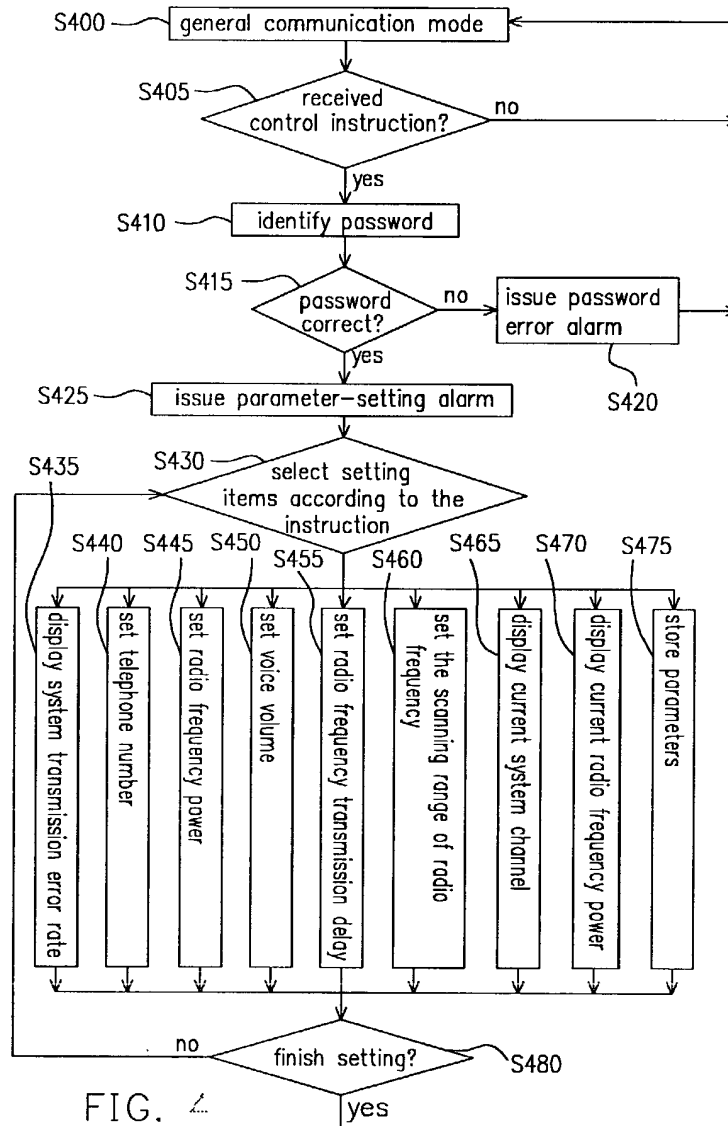 S400
general communication mode
S405
received
control instruction?
no
yes
S410
identify password
S415
password
correct?
no
issue password
error alarm
S420
yes
S425
issue parameter-setting alarm
S430
select setting
items according to the
instruction
S435
S440
S445
S450
S455
S460
S465
S470
S475
display system transmission error rate
set telephone number
set radio frequency power
set voice volume
set radio frequency transmission delay
set the scanning range of radio
frequency
display current system channel
display current radio frequency power
store parameters
no
finish setting?
S480
yes
FIG. 4